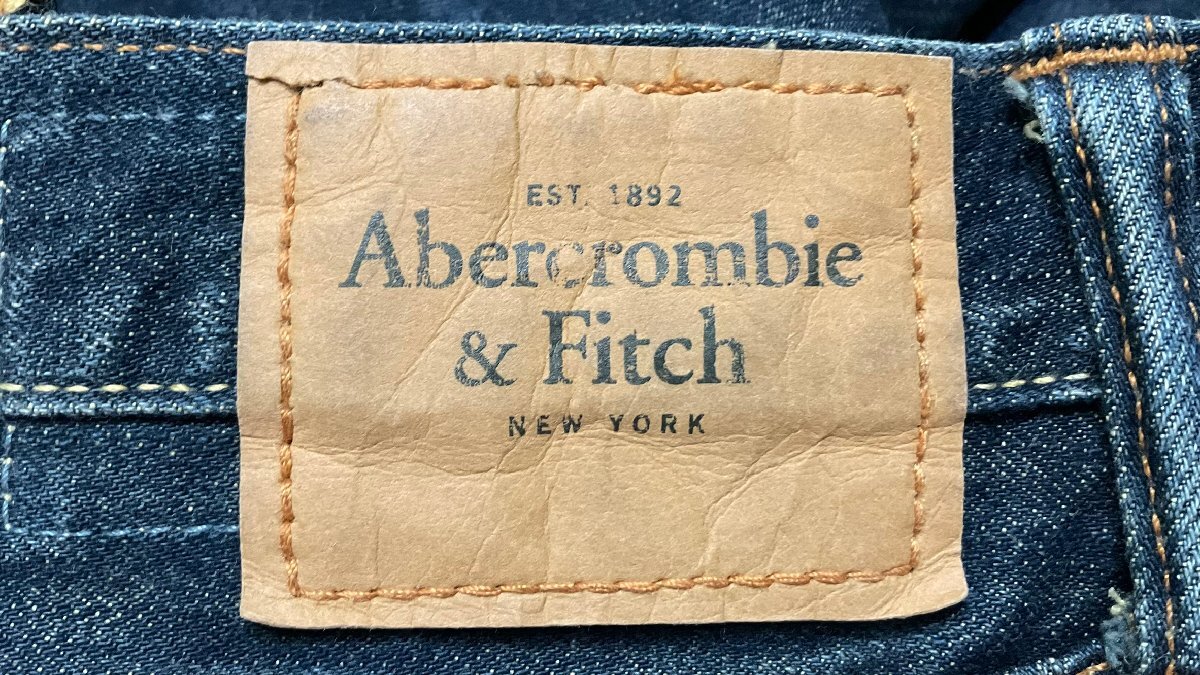 EST. 1892
Abercrombie
& Fitch
NEW YORK